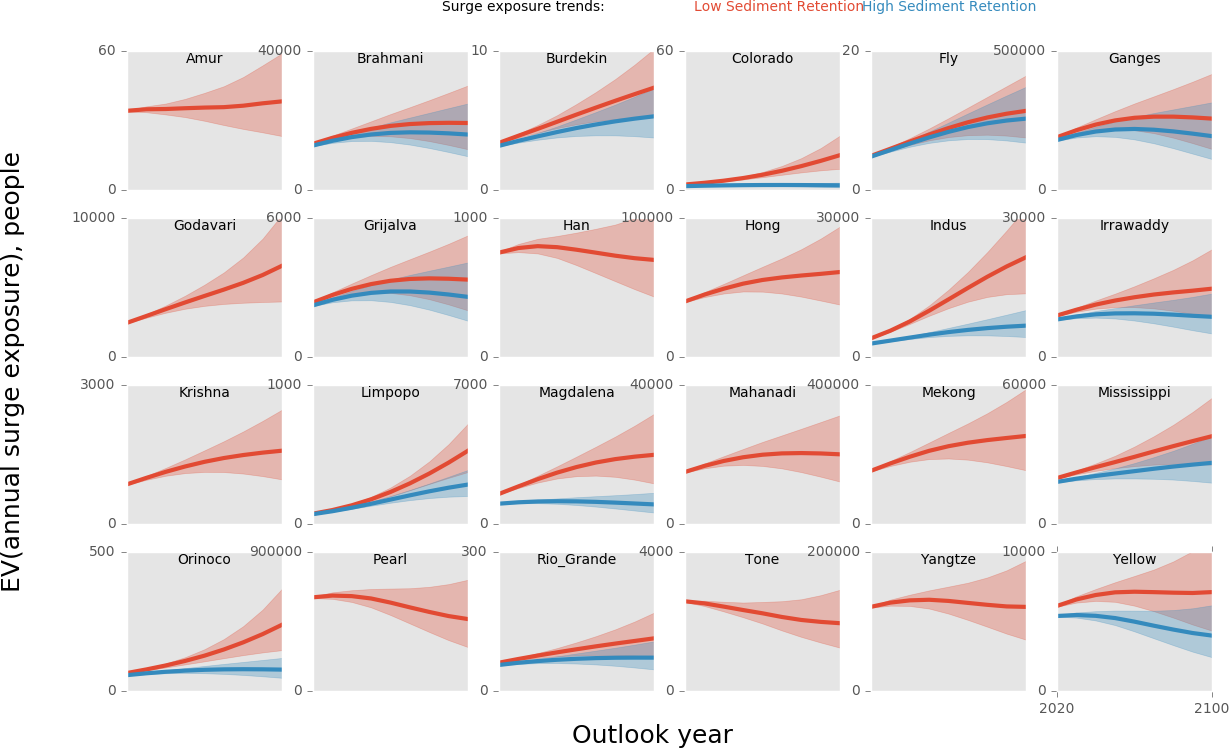 Surge exposure trends: Low Sediment Retention High Sediment Retention
60 40000 10 60 20 500000
Amur Brahmani Burdekin Colorado Fly Ganges
0 0 0 0 0 0
10000 6000 1000 100000 30000 30000
Godavari Grijalva Han Hong Indus Irrawaddy
0 0 0 0 0 0
3000 1000 7000 40000 400000 60000
Krishna Limpopo Magdalena Mahanadi Mekong Mississippi
0 0 0 0 0 0
500 900000 300 4000 200000 10000
Orinoco Pearl Rio_Grande Tone Yangtze Yellow
0 0 0 0 0 0
2020 2100
Outlook year
EV(annual surge exposure), people